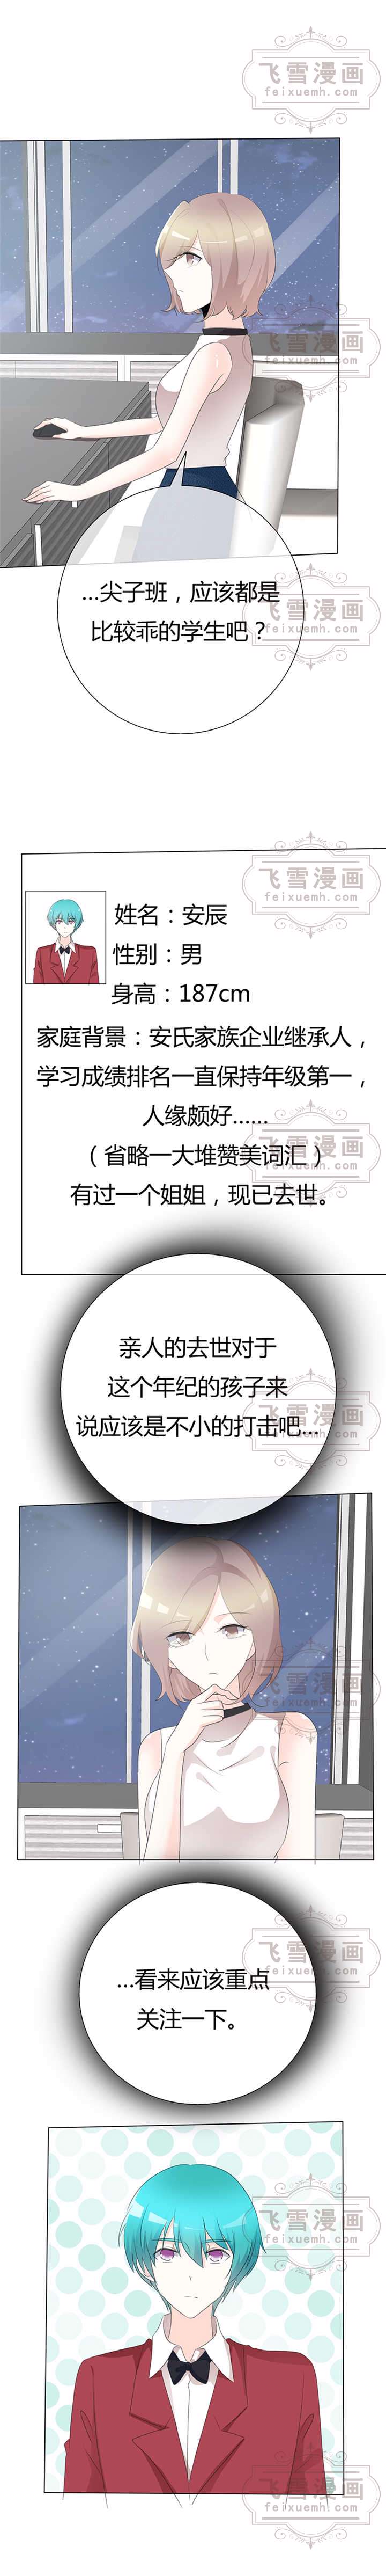 飞雪漫画
feixuemh.com
飞雪漫画
feixuemh.com
…尖子班，应该都是
比较乖的学生吧？
飞雪漫画
feixuemh.com
飞雪漫画
feixuemh.com
姓名：安辰
性别：男
身高：187cm
家庭背景：安氏家族企业继承人，
学习成绩排名一直保持年级第一，
人缘颇好……
（省略一大堆赞美词汇）
有过一个姐姐，现已去世。
飞雪漫画
feixuemh.com
亲人的去世对于
这个年纪的孩子来
说应该是不小的打击吧…
飞雪漫画
feixuemh.com
飞雪漫画
feixuemh.com
…看来应该重点
关注一下。
飞雪漫画
feixuemh.com
飞雪漫画
feixuemh.com
飞雪漫画
feixuemh.com